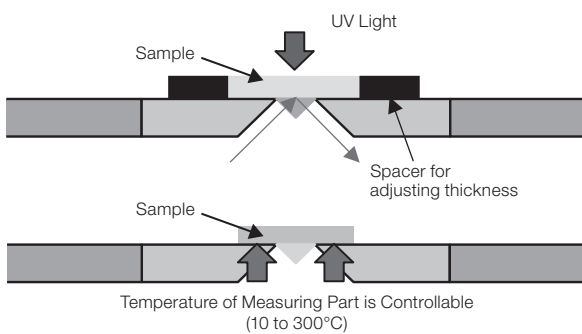 UV Light
Sample
Spacer for
adjusting thickness
Sample
Temperature of Measuring Part is Controllable
(10 to 300°C)